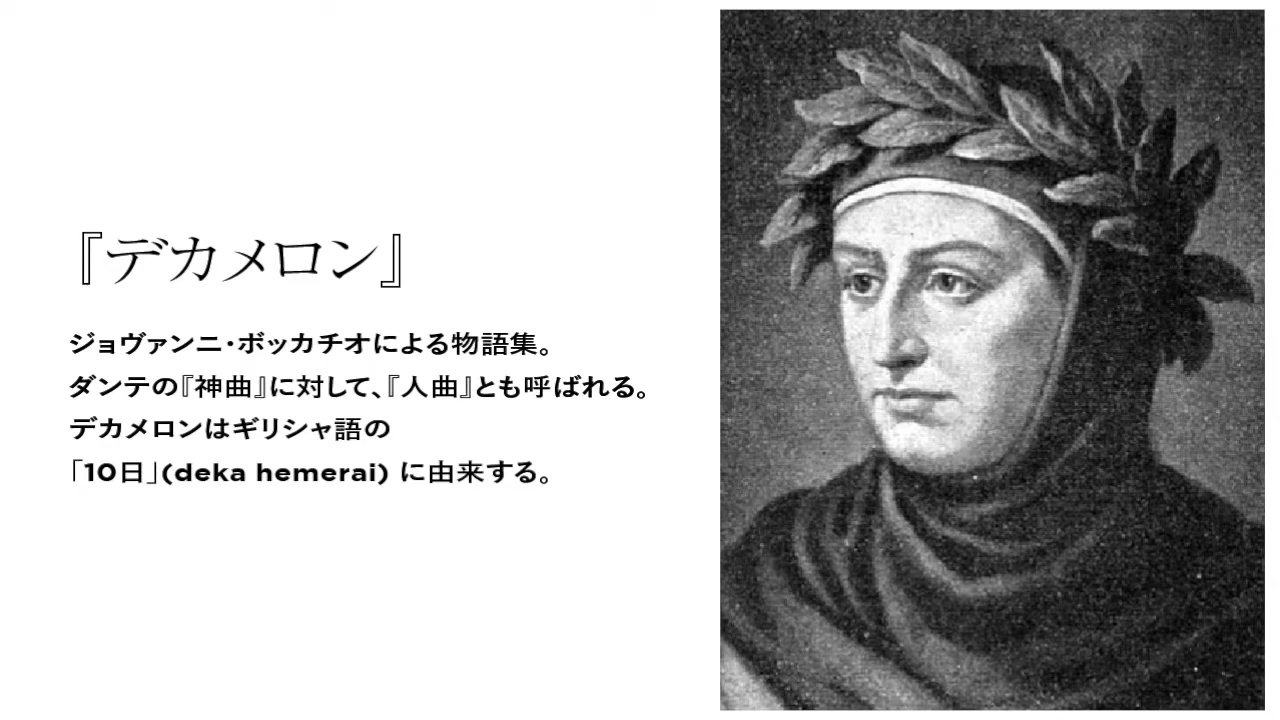 『デカメロン』
ジョヴァンニ・ボッカチオによる物語集。
ダンテの『神曲』に対して、『人曲』とも呼ばれる。
デカメロンはギリシャ語の
「10日」(deka hemerai) に由来する。